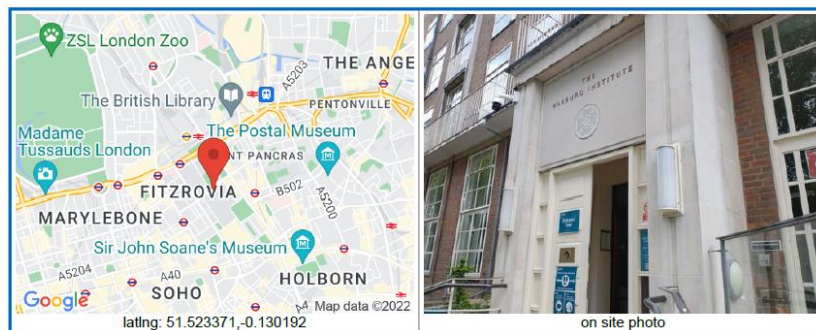 ZSL London Zoo
A5203
THE ANGE
The British Library
PENTONVILLE
Madame
Tussauds London
The Postal Museum
NT PANCRAS
FITZROVIA
B502
A5200
MARYLEBONE
Sir John Soane's Museum
A5204
A40
HOLBORN
SOHO
A4
Google
Map data ©2022
latlng: 51.523371,-0.130192
THE
WARBURG INSTITUTE
on site photo